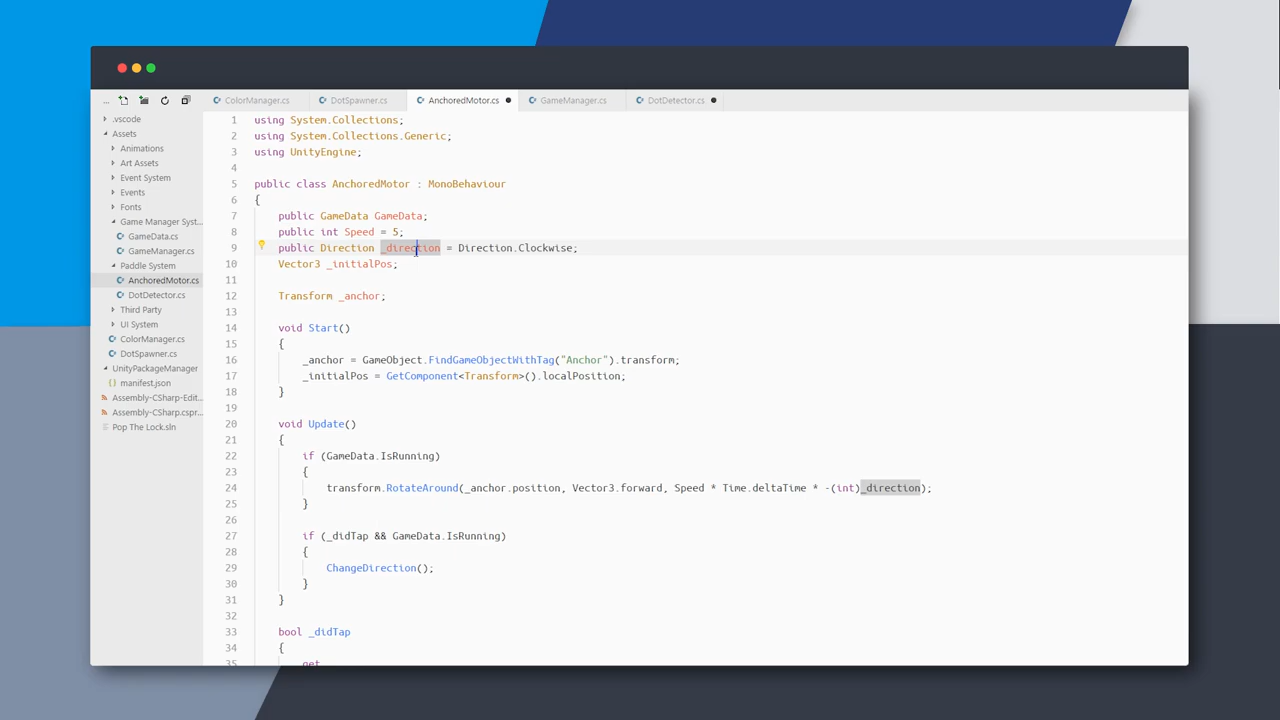 ... ColorManager.cs DotSpawner.cs AnchoredMotor.cs GameManager.cs DotDetector.cs
.vscode
Assets
Animations
Art Assets
Event System
Events
Fonts
Game Manager Syst...
GameData.cs
GameManager.cs
Paddle System
AnchoredMotor.cs
DotDetector.cs
Third Party
UI System
ColorManager.cs
DotSpawner.cs
UnityPackageManager
{} manifest.json
Assembly-CSharp-Edit...
Assembly-CSharp.cspr...
Pop The Lock.sln
1 using System.Collections;
2 using System.Collections.Generic;
3 using UnityEngine;
4
5 public class AnchoredMotor : MonoBehaviour
6 {
7 public GameData GameData;
8 public int Speed = 5;
9 public Direction _direction = Direction.Clockwise;
10 Vector3 _initialPos;
11
12 Transform _anchor;
13
14 void Start()
15 {
16 _anchor = GameObject.FindGameObjectWithTag("Anchor").transform;
17 _initialPos = GetComponent<Transform>().localPosition;
18 }
19
20 void Update()
21 {
22 if (GameData.IsRunning)
23 {
24 transform.RotateAround(_anchor.position, Vector3.forward, Speed * Time.deltaTime * -(int)_direction);
25 }
26
27 if (_didTap && GameData.IsRunning)
28 {
29 ChangeDirection();
30 }
31 }
32
33 bool _didTap
34 {
35 get